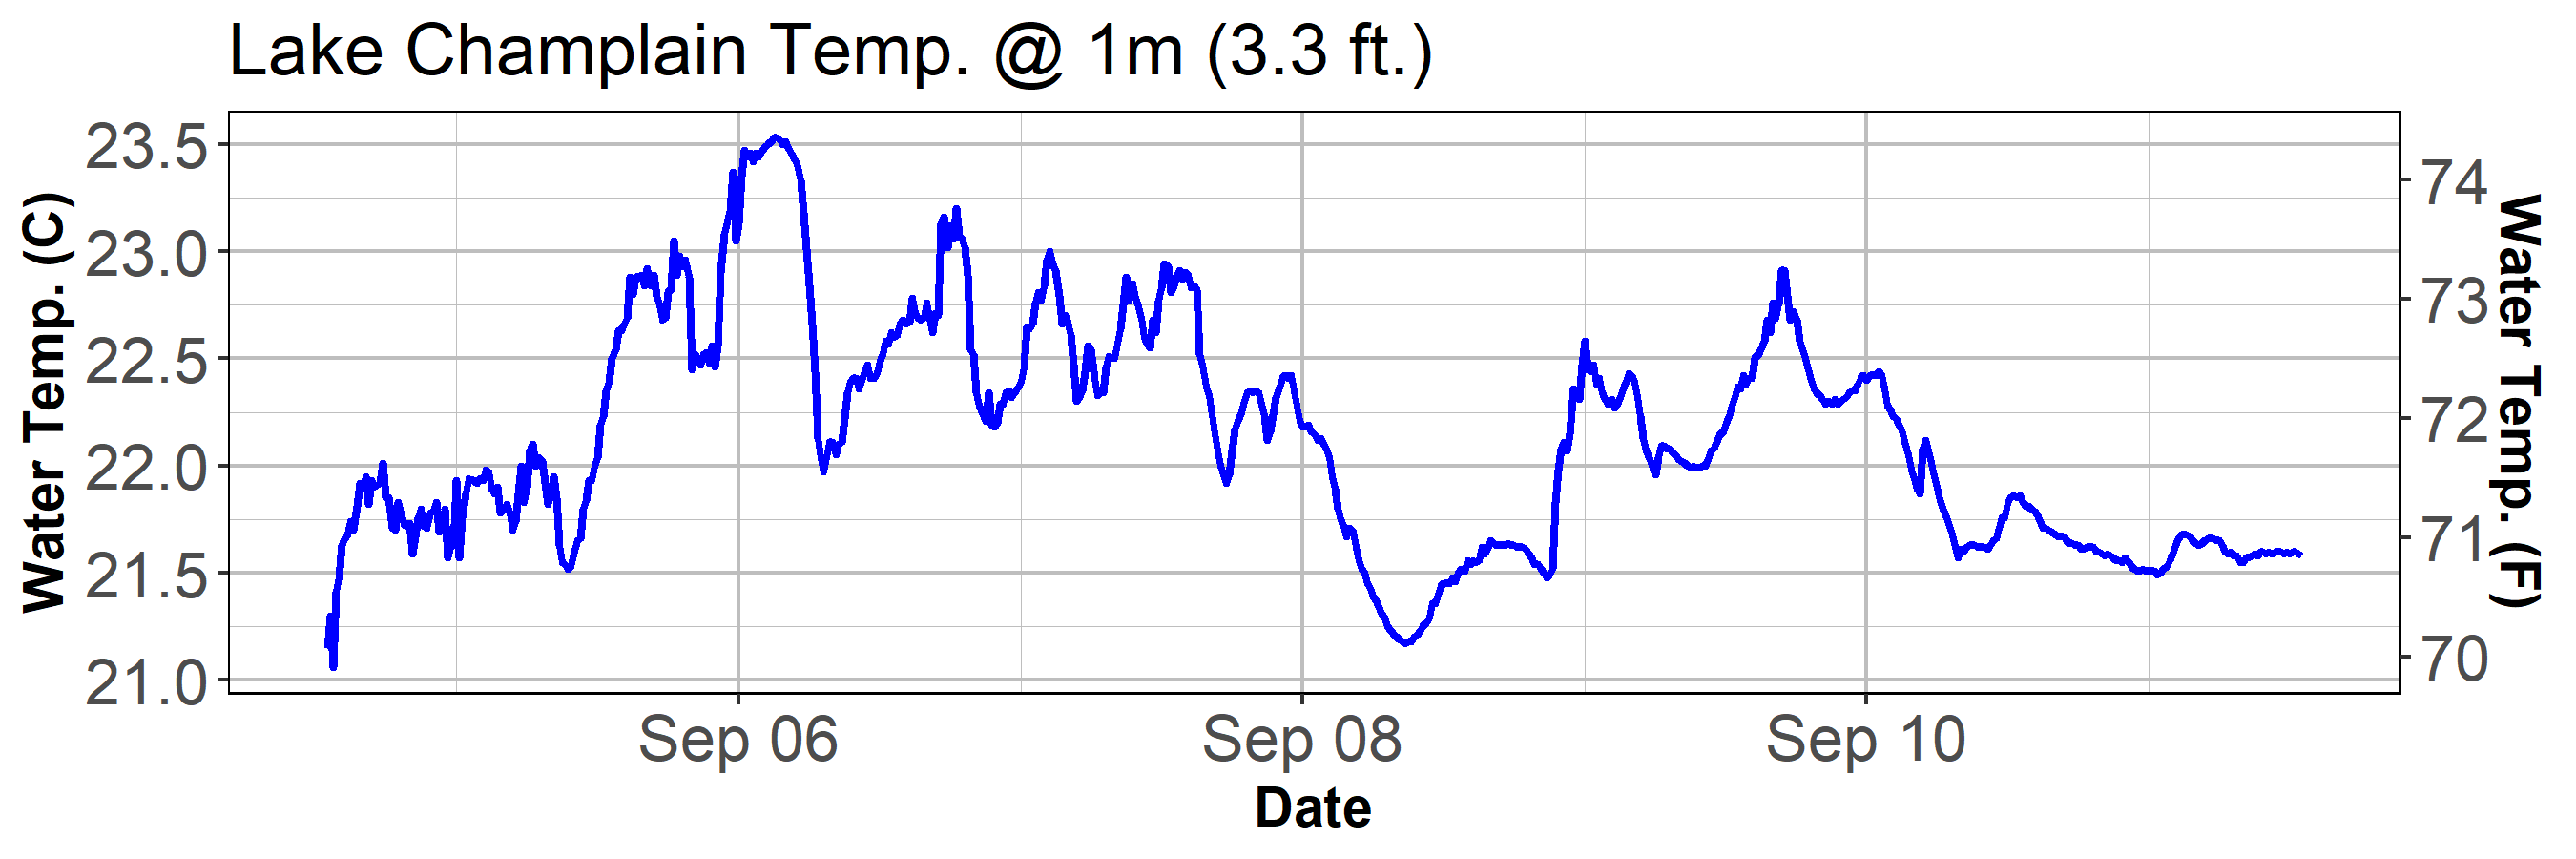 Lake Champlain Temp. @ 1m (3.3 ft.)
Water Temp. (C)
23.5
23.0
22.5
22.0
21.5
21.0
74
73
72
71
70
Water Temp. (F)
Sep 06 Sep 08 Sep 10
Date